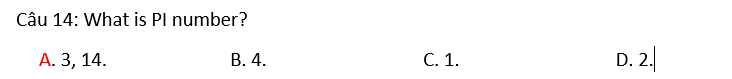 Câu 14: What is PI number?
A. 3, 14. B. 4. C. 1. D. 2.